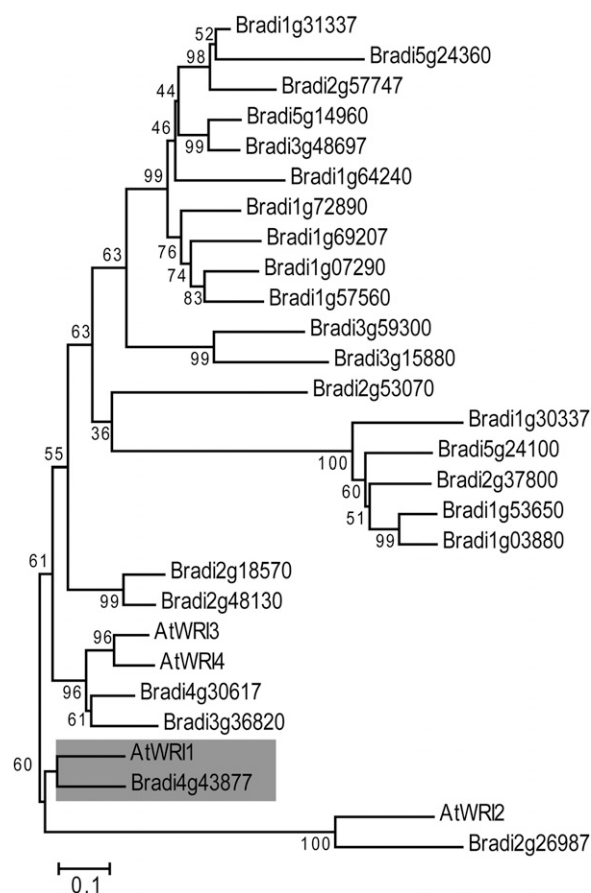 Bradi1g31337
52
Bradi5g24360
98
Bradi2g57747
44
Bradi5g14960
46
99
Bradi3g48697
99
Bradi1g64240
Bradi1g72890
76
Bradi1g69207
74
Bradi1g07290
83
Bradi1g57560
63
Bradi3g59300
99
Bradi3g15880
63
Bradi2g53070
36
Bradi1g30337
100
Bradi5g24100
60
Bradi2g37800
51
Bradi1g53650
99
Bradi1g03880
55
Bradi2g18570
99
Bradi2g48130
61
AtWRI3
96
AtWRI4
96
Bradi4g30617
61
Bradi3g36820
AtWRI1
60
Bradi4g43877
AtWRI2
100
Bradi2g26987
0.1